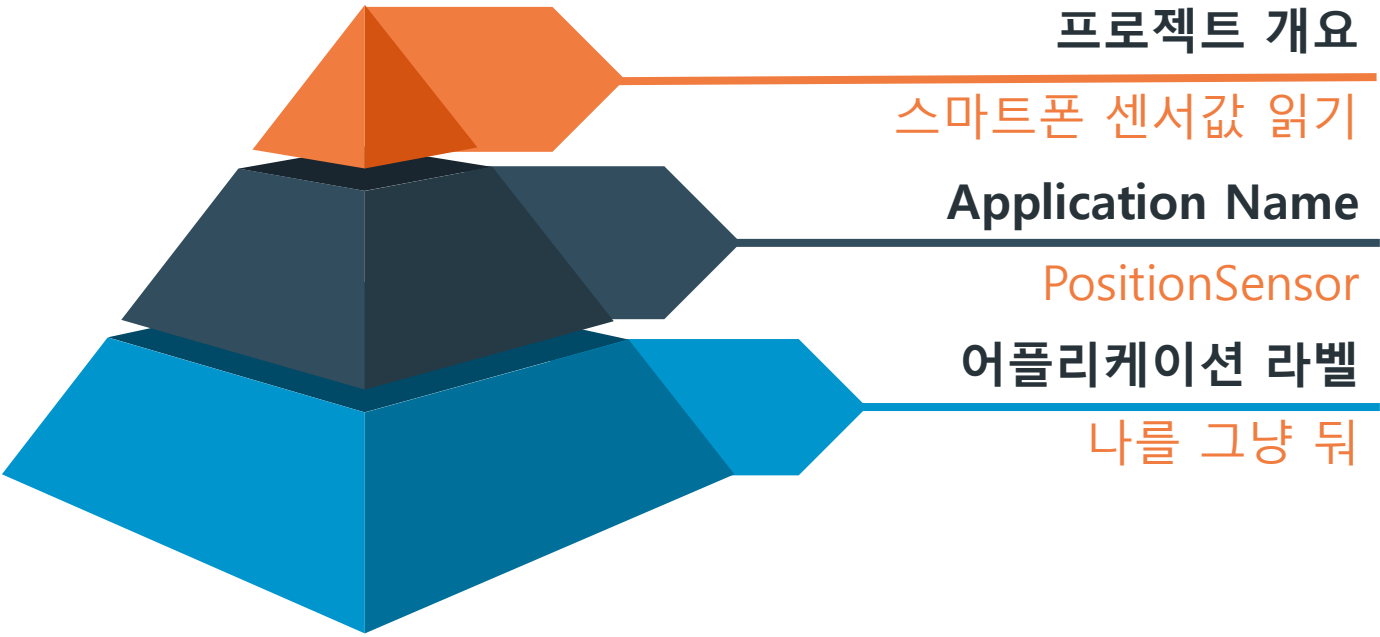 프로젝트 개요
스마트폰 센서값 읽기
Application Name
PositionSensor
어플리케이션 라벨
나를 그냥 둬